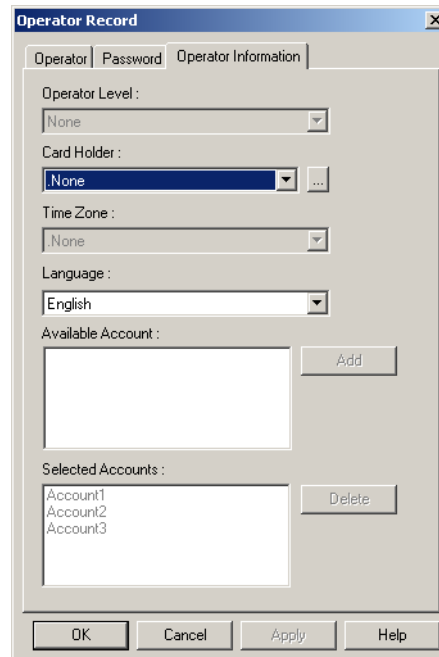 Operator Record
Operator Password Operator Information
Operator Level :
None
Card Holder :
.None
...
Time Zone :
.None
Language :
English
Available Account :
Add
Selected Accounts :
Account1
Delete
Account2
Account3
OK Cancel Apply Help